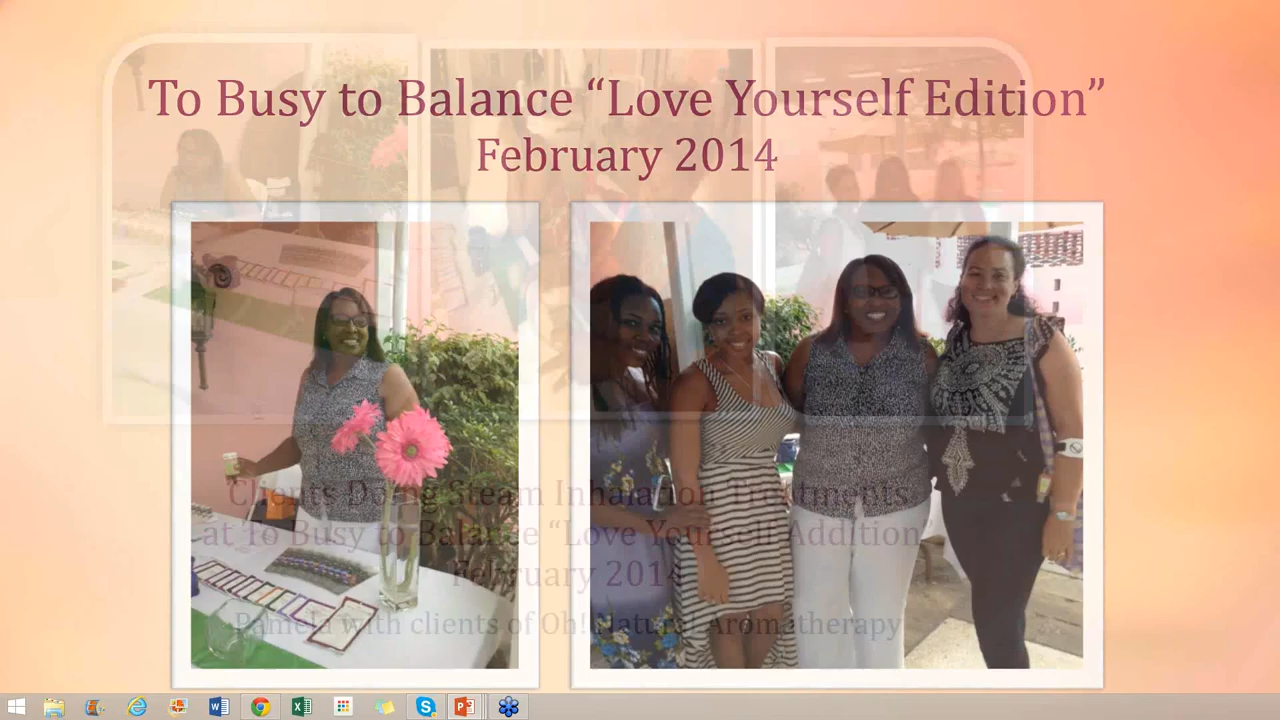 To Busy to Balance “Love Yourself Edition”
February 2014
Clients Doing Steam Inhalation Treatments
at To Busy to Balance “Love Yourself Addition”
February 2014
Pamela with clients of Oh! Natural Aromatherapy